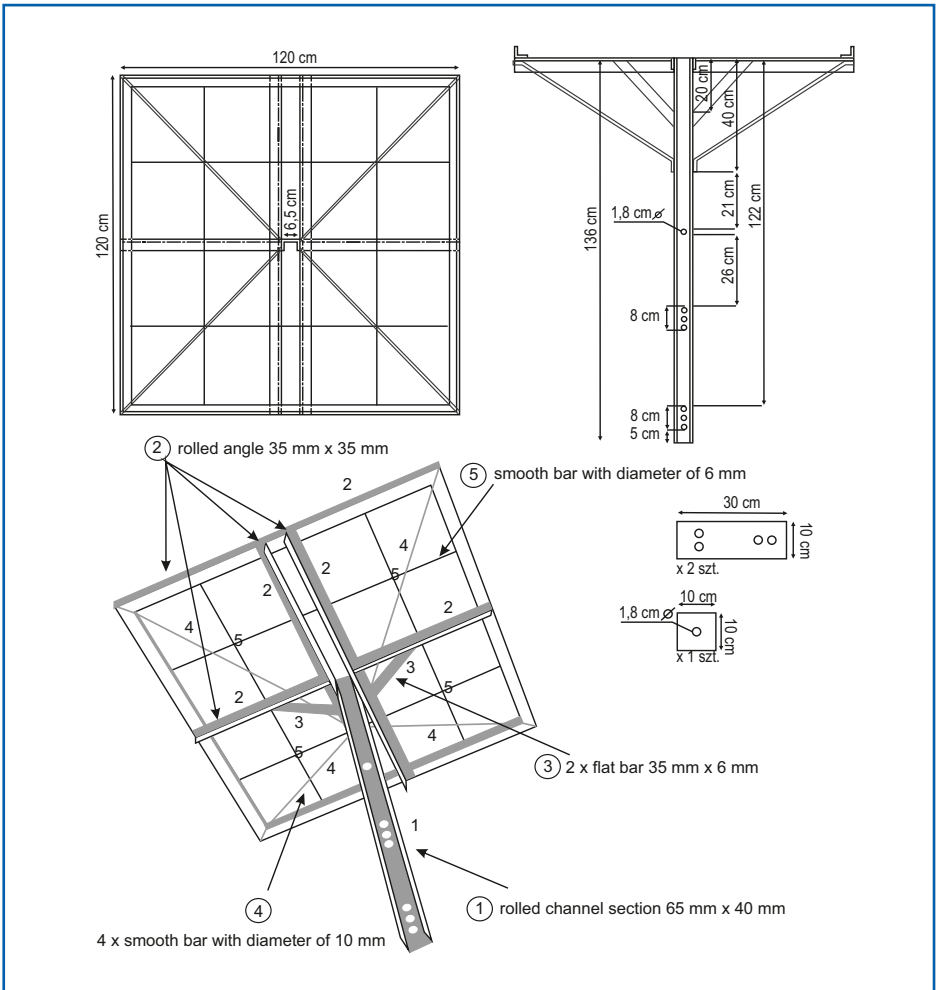 120 cm
120 cm
6,5 cm
20 cm
40 cm
21 cm
122 cm
136 cm
1,8 cm ⌀
26 cm
8 cm
8 cm
5 cm
2 rolled angle 35 mm x 35 mm
5 smooth bar with diameter of 6 mm
2
2
4
5
2
2
4
5
2
3
3
5
5
4
4
1
30 cm
10 cm
x 2 szt.
10 cm
1,8 cm ⌀
10 cm
x 1 szt.
3 2 x flat bar 35 mm x 6 mm
1 rolled channel section 65 mm x 40 mm
4
4 x smooth bar with diameter of 10 mm